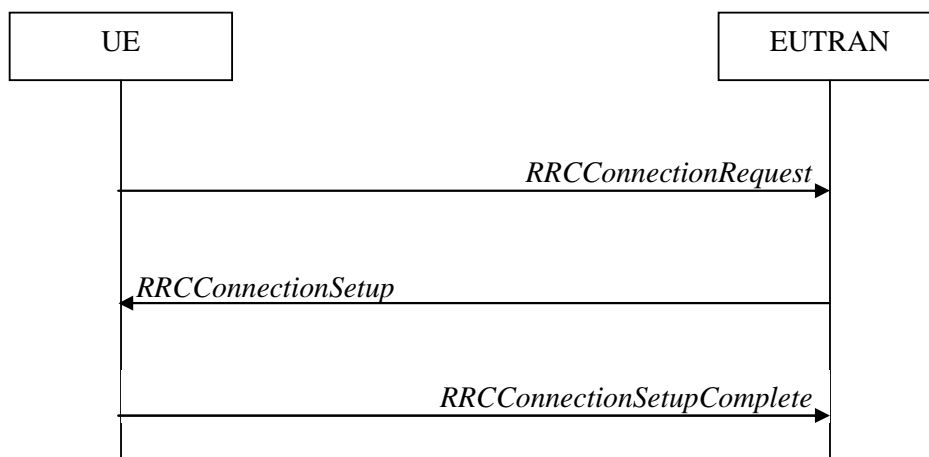 UE
EUTRAN
RRCConnectionRequest
RRCConnectionSetup
RRCConnectionSetupComplete